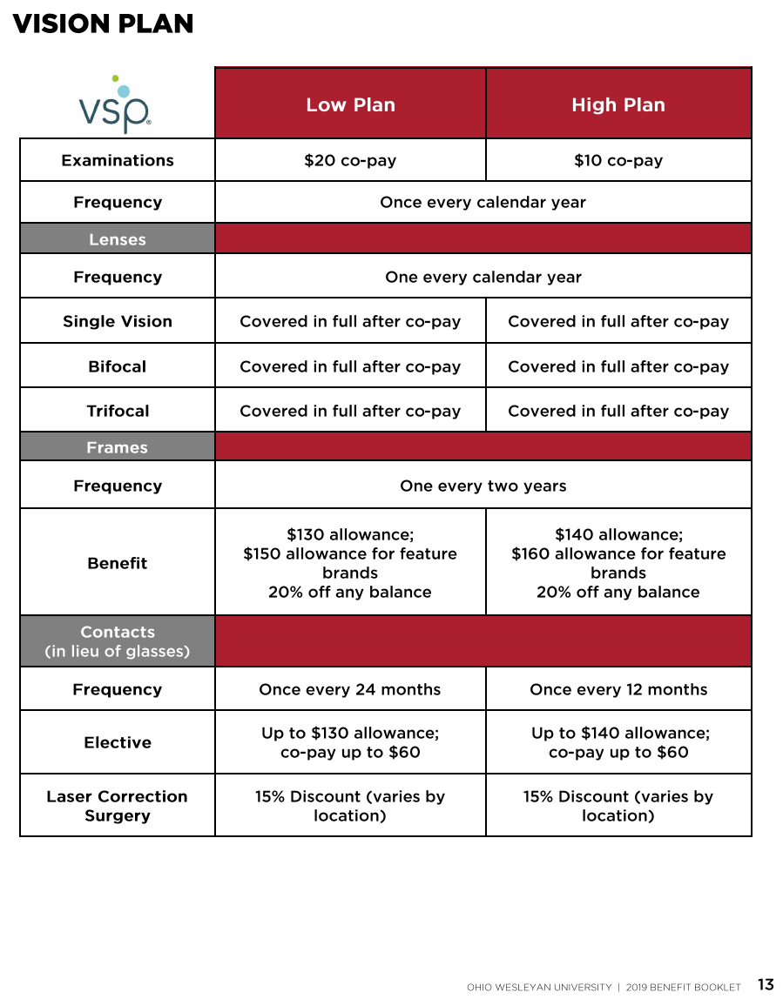 VISION PLAN
vsp® Low Plan High Plan
Examinations $20 co-pay $10 co-pay
Frequency Once every calendar year
Lenses
Frequency One every calendar year
Single Vision Covered in full after co-pay Covered in full after co-pay
Bifocal Covered in full after co-pay Covered in full after co-pay
Trifocal Covered in full after co-pay Covered in full after co-pay
Frames
Frequency One every two years
Benefit
$130 allowance;
$150 allowance for feature
brands
20% off any balance
$140 allowance;
$160 allowance for feature
brands
20% off any balance
Contacts
(in lieu of glasses)
Frequency Once every 24 months Once every 12 months
Elective
Up to $130 allowance;
co-pay up to $60
Up to $140 allowance;
co-pay up to $60
Laser Correction
Surgery
15% Discount (varies by
location)
15% Discount (varies by
location)
OHIO WESLEYAN UNIVERSITY | 2019 BENEFIT BOOKLET 13